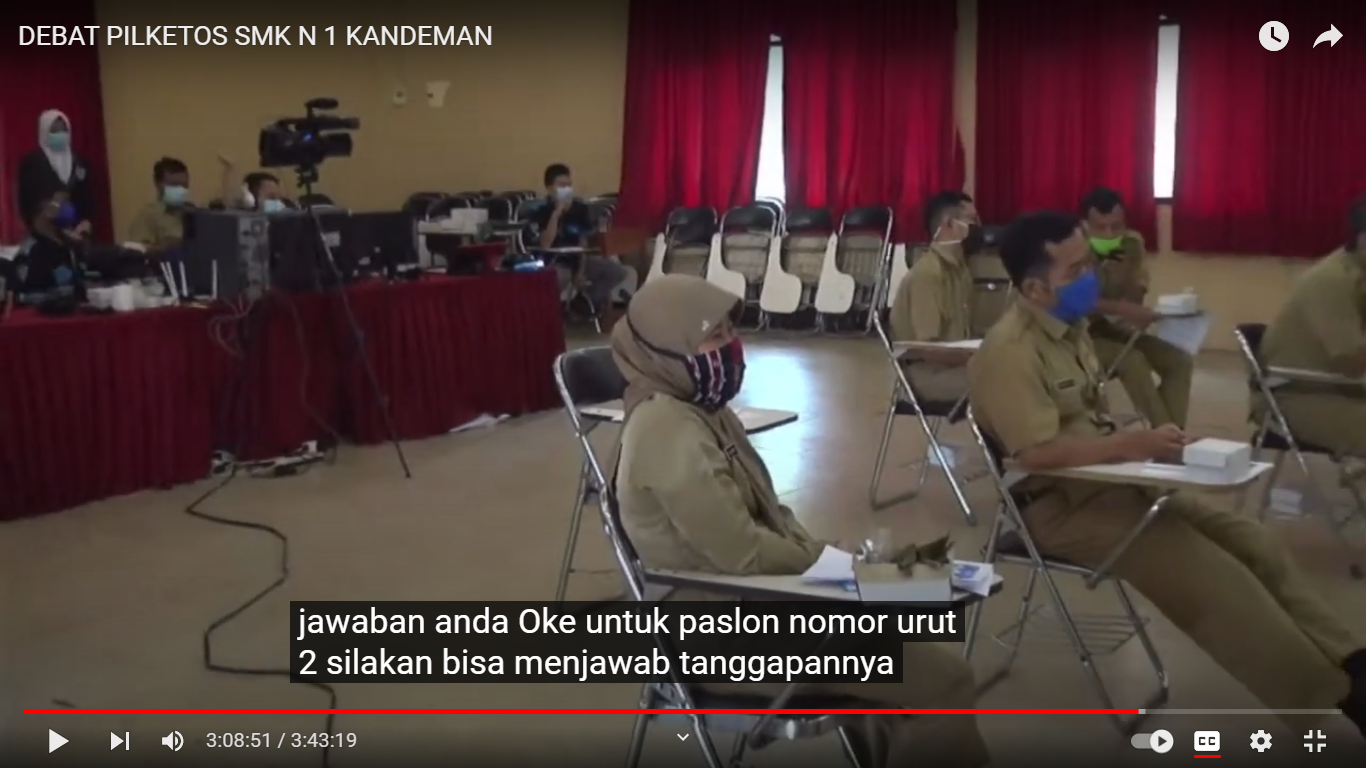 DEBAT PILKETOS SMK N 1 KANDEMAN
jawaban anda Oke untuk paslon nomor urut
2 silakan bisa menjawab tanggapannya
3:08:51 / 3:43:19
CC